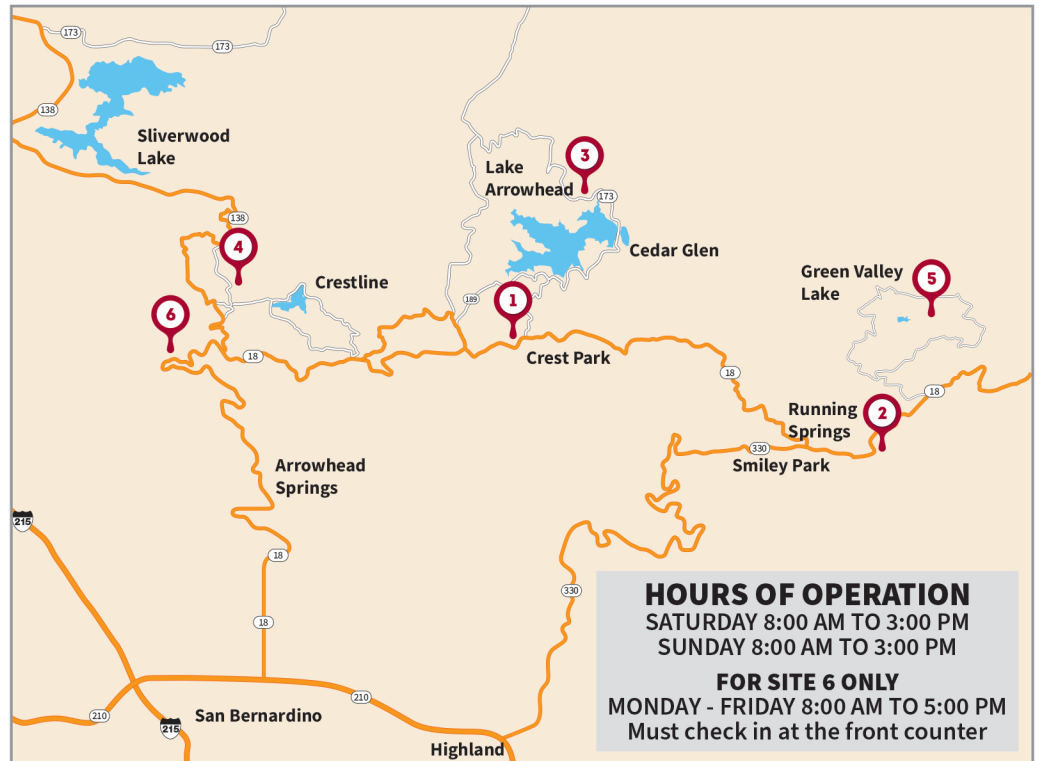 173
173
138
Sliverwood
Lake
138
4
Crestline
6
18
Lake
Arrowhead
3
173
Cedar Glen
189
1
Crest Park
Green Valley
Lake
5
18
18
Running
Springs
2
330
Smiley Park
Arrowhead
Springs
215
18
18
330
210
210
San Bernardino
215
Highland
HOURS OF OPERATION
SATURDAY 8:00 AM TO 3:00 PM
SUNDAY 8:00 AM TO 3:00 PM
FOR SITE 6 ONLY
MONDAY - FRIDAY 8:00 AM TO 5:00 PM
Must check in at the front counter